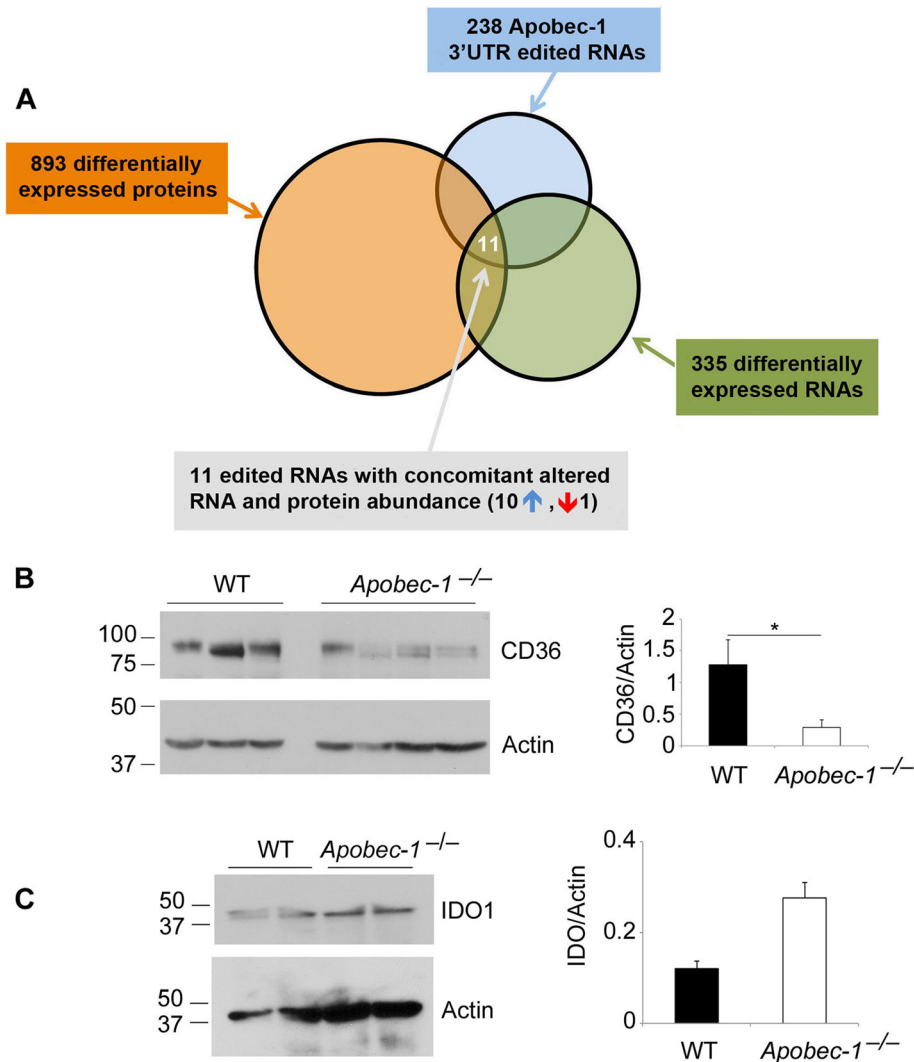 238 Apobec-1
3'UTR edited RNAs
A
893 differentially
expressed proteins
11
335 differentially
expressed RNAs
11 edited RNAs with concomitant altered
RNA and protein abundance (10 ↑ , ↓ 1)
B
WT
Apobec-1 –/–
100
75
CD36
50
37
Actin
2
1.5
1
0.5
0
CD36/Actin
*
WT
Apobec-1 –/–
C
WT
Apobec-1 –/–
50
37
IDO1
50
37
Actin
0.4
0.2
0
IDO/Actin
WT
Apobec-1 –/–